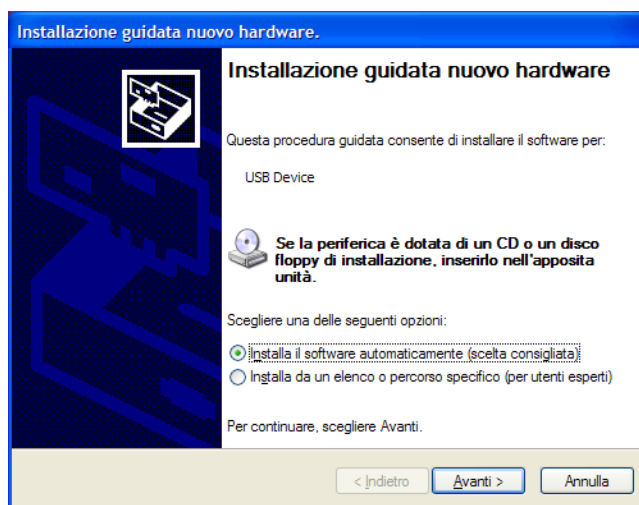 Installazione guidata nuovo hardware.
Installazione guidata nuovo hardware
Questa procedura guidata consente di installare il software per:
USB Device
Se la periferica è dotata di un CD o un disco
floppy di installazione, inserirlo nell'apposita
unità.
Scegliere una delle seguenti opzioni:
Installa il software automaticamente (scelta consigliata)
Installa da un elenco o percorso specifico (per utenti esperti)
Per continuare, scegliere Avanti.
< Indietro Avanti > Annulla